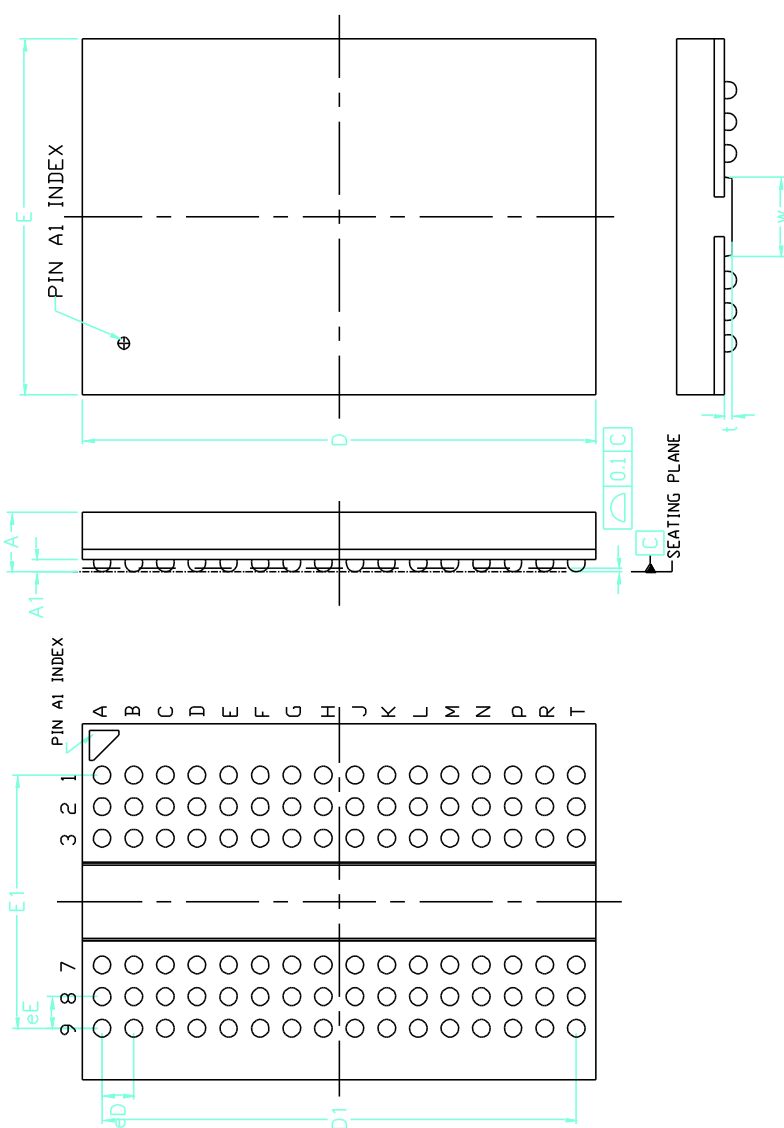 E
PIN A1 INDEX
W
t
D
0.1 C
C
SEATING PLANE
A
A1
PIN A1 INDEX
A B C D E F G H J K L M N P R T
1
2
3
7
8
9
E1
eE
eD1
D1